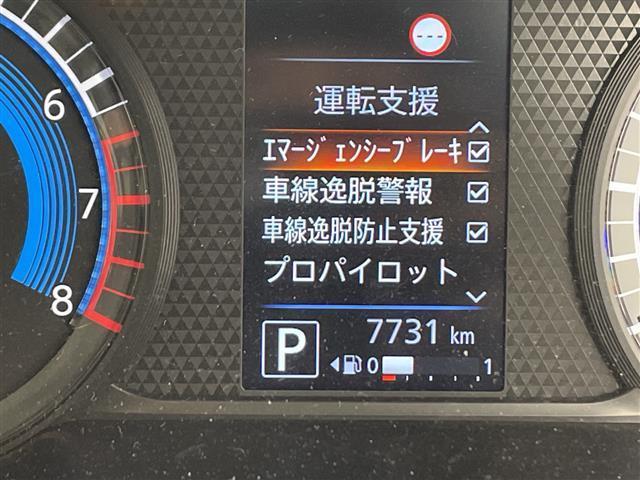 ---
運転支援
ｴﾏｰｼﾞｪﾝｼｰﾌﾞﾚｰｷ
車線逸脱警報
車線逸脱防止支援
プロパイロット
7731 km
P
0 1
6
7
8